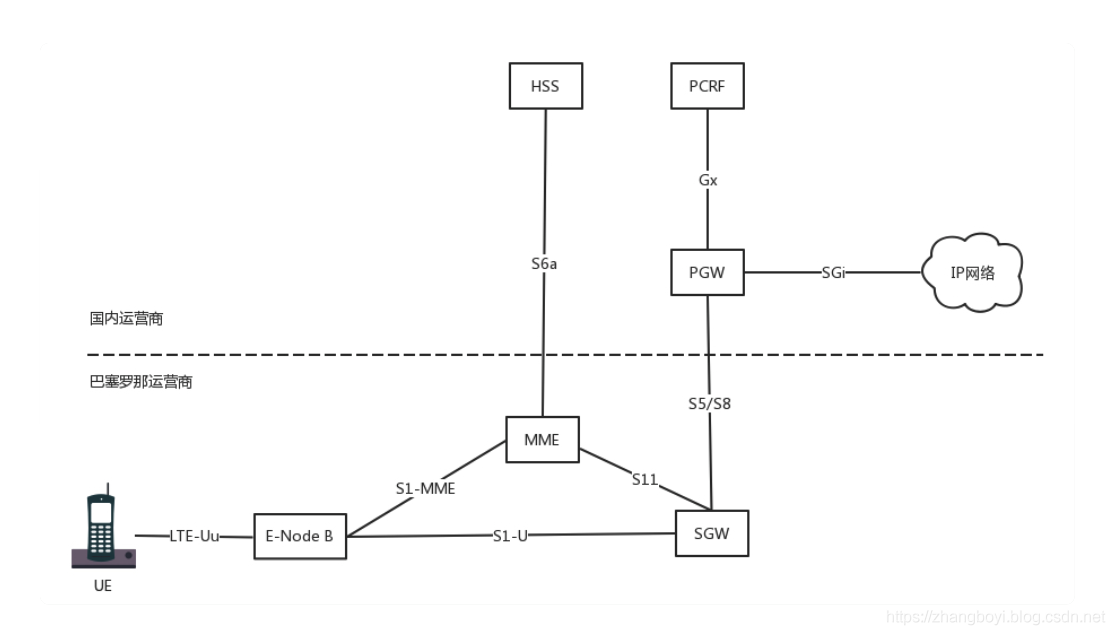 HSS
PCRF
Gx
S6a
PGW
SGi
IP网络
国内运营商
巴塞罗那运营商
S5/S8
MME
S1-MME
S11
LTE-Uu
E-Node B
S1-U
SGW
UE
https://zhangboyi.blog.csdn.net